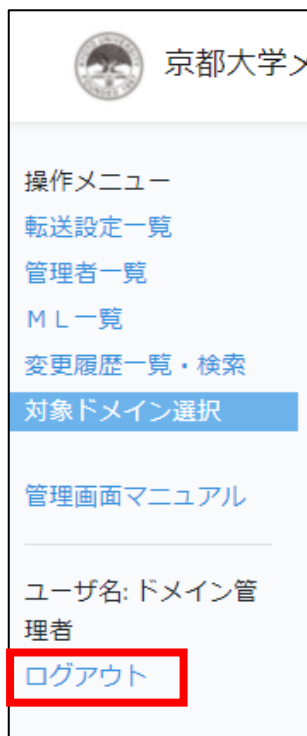 京都大学メ
操作メニュー
転送設定一覧
管理者一覧
ＭＬ一覧
変更履歴一覧・検索
対象ドメイン選択
管理画面マニュアル
ユーザ名: ドメイン管
理者
ログアウト